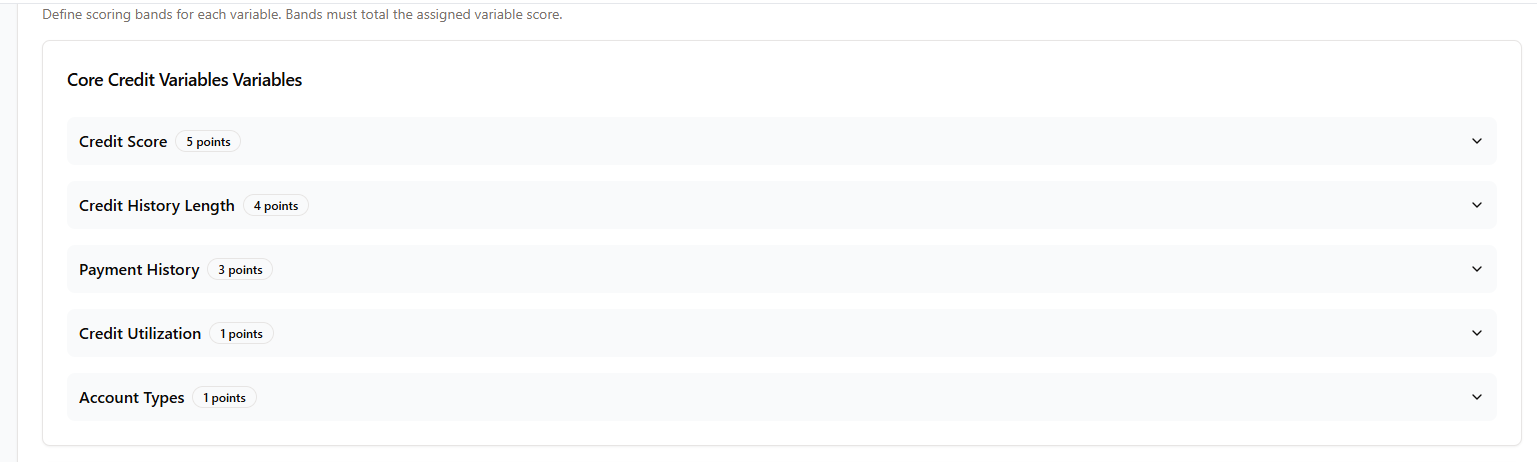 Define scoring bands for each variable. Bands must total the assigned variable score.
Core Credit Variables Variables
Credit Score 5 points
Credit History Length 4 points
Payment History 3 points
Credit Utilization 1 points
Account Types 1 points